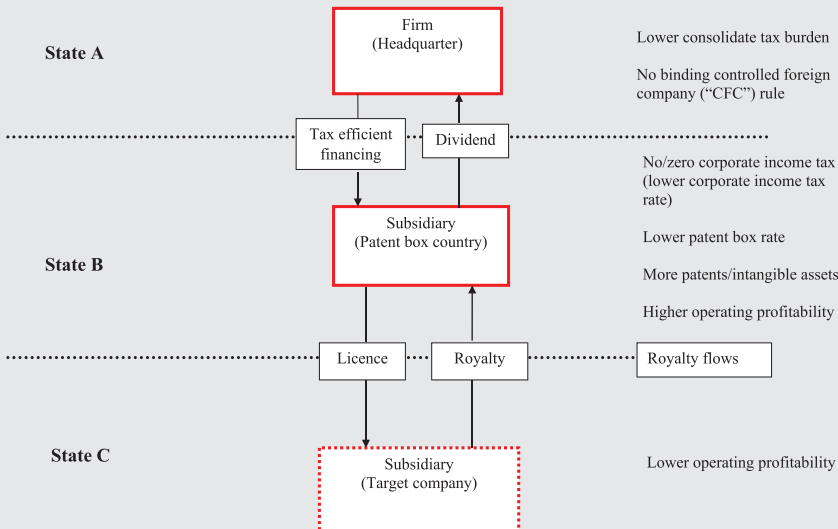 State A
Firm
(Headquarter)
Lower consolidate tax burden
No binding controlled foreign
company (“CFC”) rule
Tax efficient
financing
Dividend
State B
Subsidiary
(Patent box country)
No/zero corporate income tax
(lower corporate income tax
rate)
Lower patent box rate
More patents/intangible assets
Higher operating profitability
Licence
Royalty
Royalty flows
State C
Subsidiary
(Target company)
Lower operating profitability